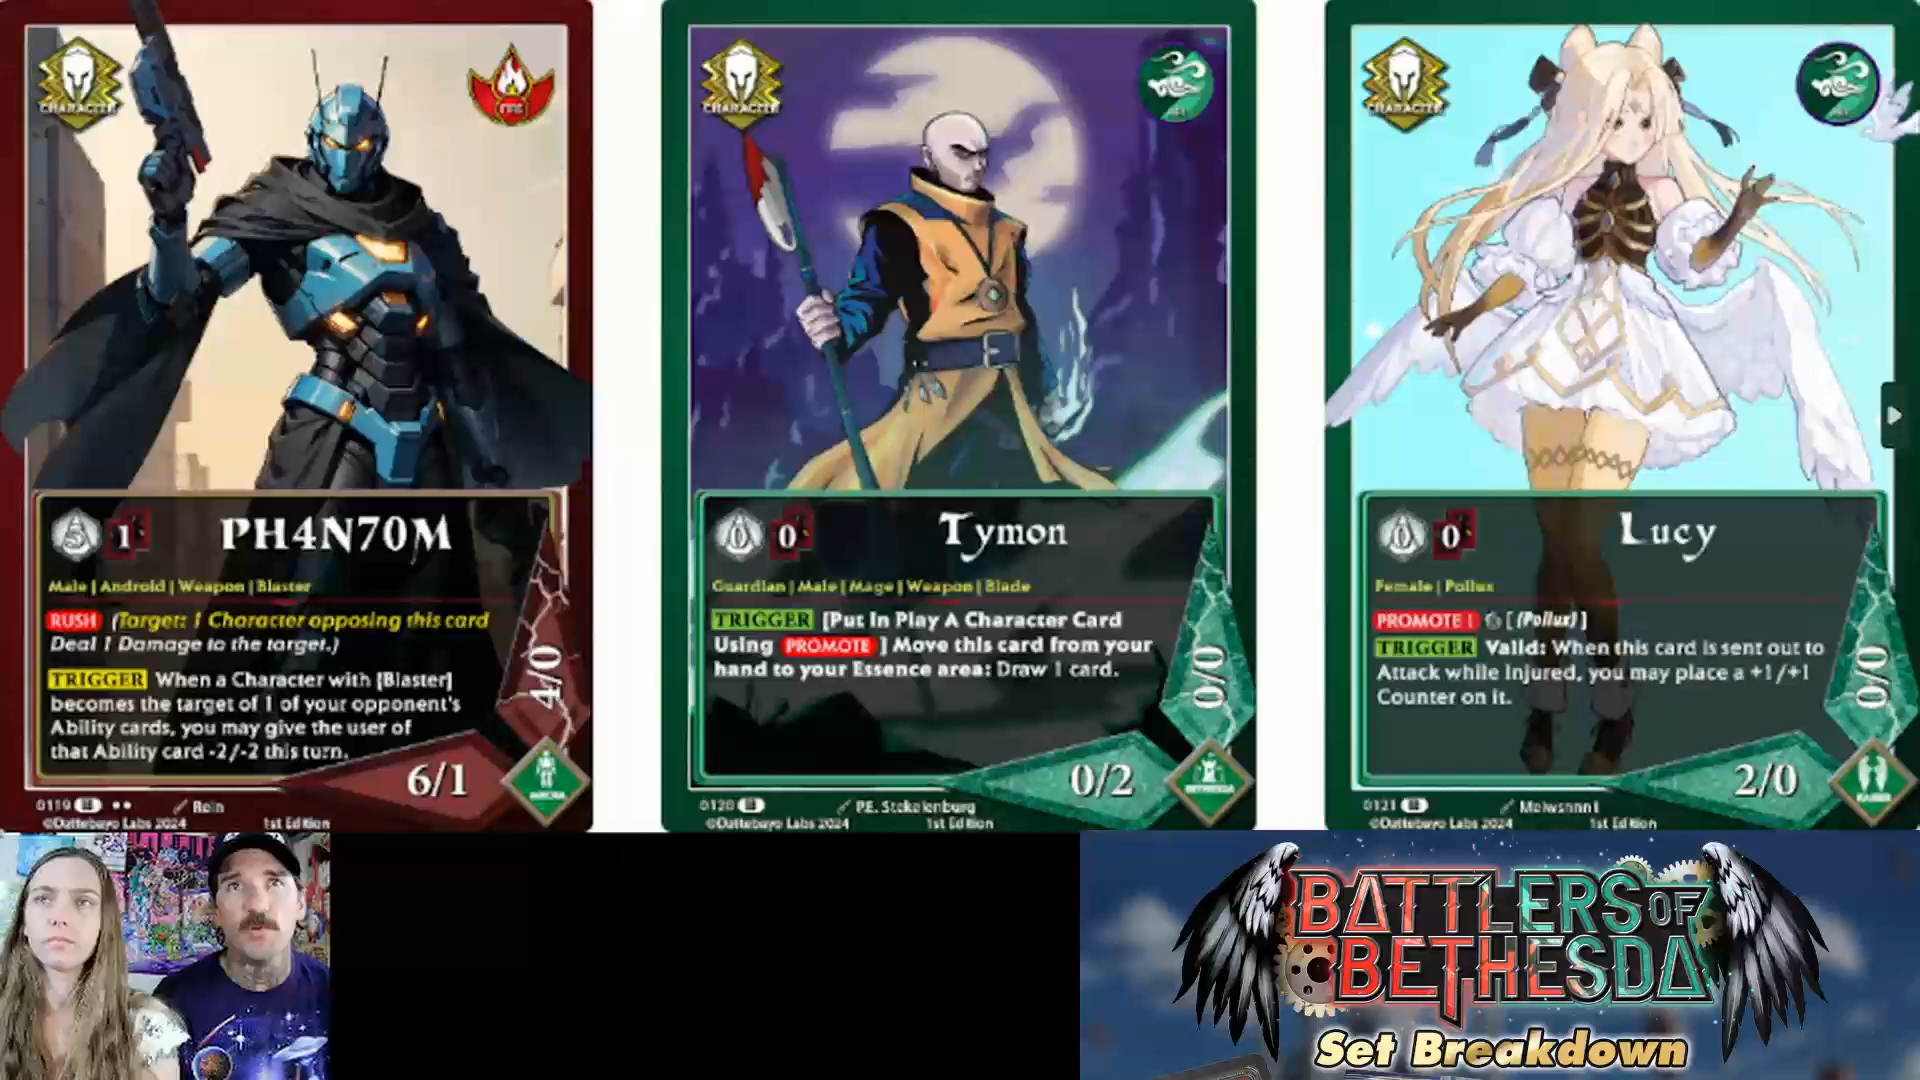 CHARACTER
FIRE
5 1 PH4N70M
Male | Android | Weapon | Blaster
RUSH (Target: 1 Character opposing this card
Deal 1 Damage to the target.)
TRIGGER When a Character with [Blaster]
becomes the target of 1 of your opponent's
Ability cards, you may give the user of
that Ability card -2/-2 this turn.
4/0
6/1
0119 Rein
©Dattebayo Labs 2024 1st Edition
CHARACTER
0 0 Tymon
Guardian | Male | Mage | Weapon | Blade
TRIGGER [Put In Play A Character Card
Using PROMOTE ] Move this card from your
hand to your Essence area: Draw 1 card.
0/0
0/2
BETHESDA
0120 PE. Stekelenburg
©Dattebayo Labs 2024 1st Edition
CHARACTER
0 0 Lucy
Female | Pollux
PROMOTE 1 [(Pollux)]
TRIGGER Valid: When this card is sent out to
Attack while Injured, you may place a +1/+1
Counter on it.
0/0
2/0
0121
©Dattebayo Labs 2024 1st Edition
BATTLERS OF
BETHESDA
Set Breakdown